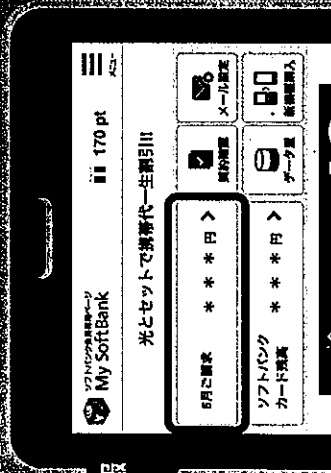 ソフトバンク会員専用ページ
My SoftBank
170 pt
メニュー
光とセットで携帯代一生割引!!
6月ご請求
＊＊＊円
契約確認
メール設定
ソフトバンク
カード残高
＊＊＊円
データ量
新規機種購入